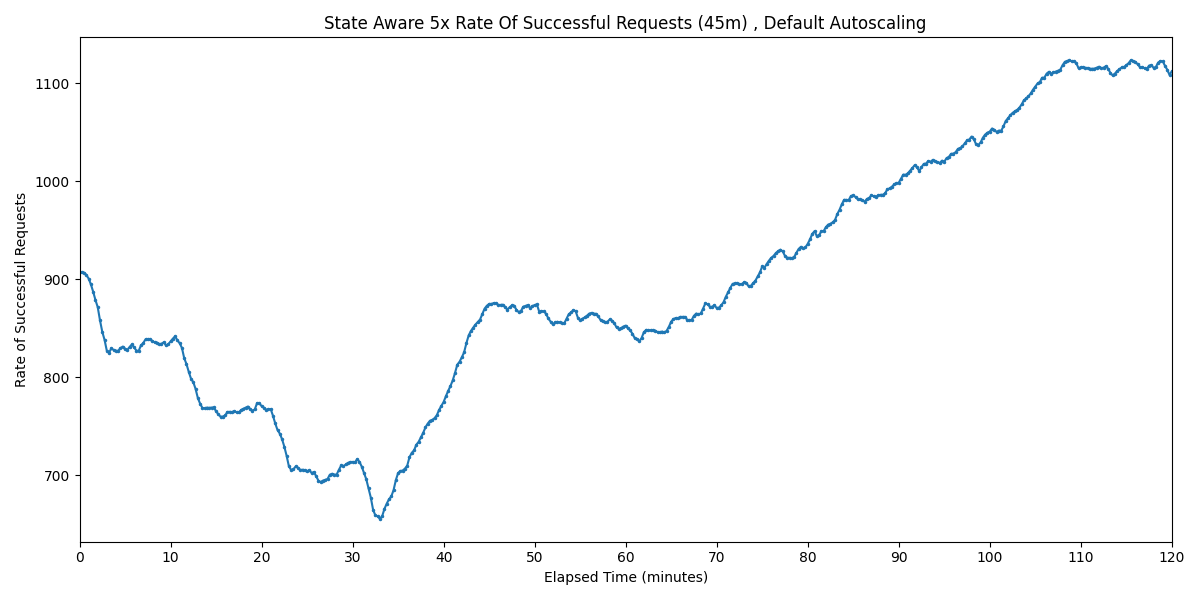 State Aware 5x Rate Of Successful Requests (45m) , Default Autoscaling
Rate of Successful Requests
1100
1000
900
800
700
0 10 20 30 40 50 60 70 80 90 100 110 120
Elapsed Time (minutes)